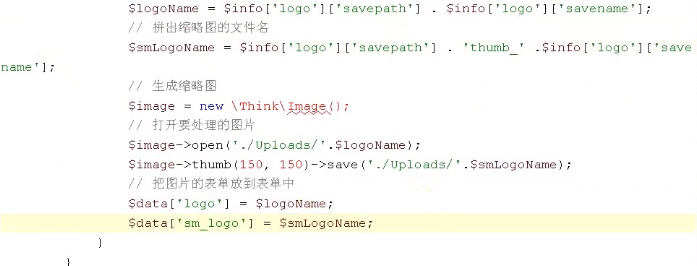 $logoName = $info['logo']['savepath'] . $info['logo']['savename'];
// 拼出缩略图的文件名
$smLogoName = $info['logo']['savepath'] . 'thumb_' .$info['logo']['save
name'];
// 生成缩略图
$image = new \Think\Image();
// 打开要处理的图片
$image->open('./Uploads/'.$logoName);
$image->thumb(150, 150)->save('./Uploads/'.$smLogoName);
// 把图片的表单放到表单中
$data['logo'] = $logoName;
$data['sm_logo'] = $smLogoName;
}
}